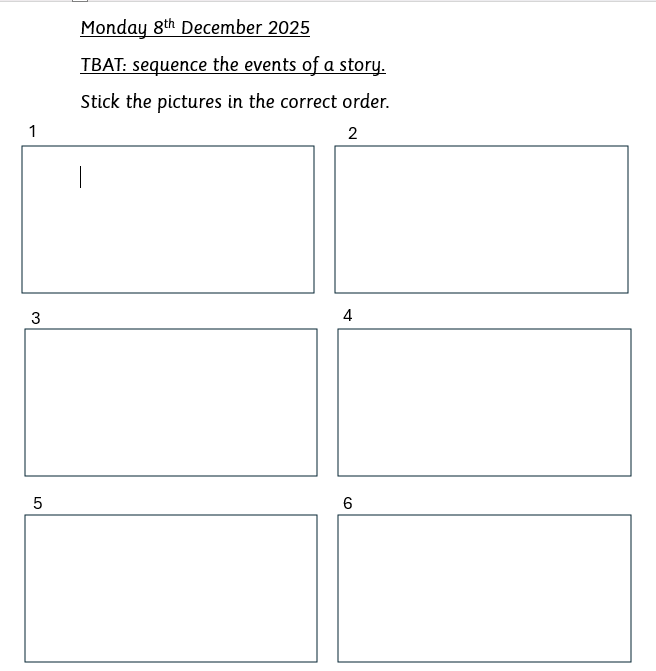 Monday 8th December 2025
TBAT: sequence the events of a story.
Stick the pictures in the correct order.
1
2
3
4
5
6